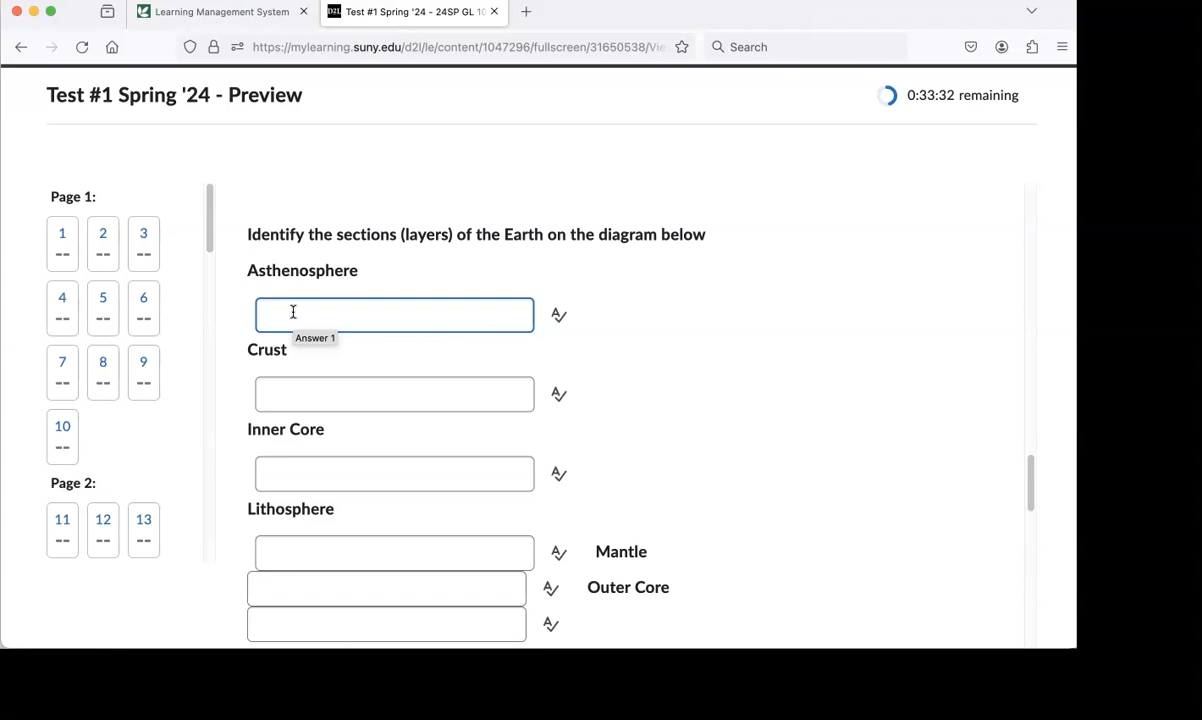 Learning Management System
Test #1 Spring '24 - 24SP GL 10
https://mylearning.suny.edu/d2l/le/content/1047296/fullscreen/31650538/Vie
Search
Test #1 Spring '24 - Preview
0:33:32 remaining
Page 1:
1 2 3
-- -- --
4 5 6
-- -- --
7 8 9
-- -- --
10
--
Page 2:
11 12 13
-- -- --
Identify the sections (layers) of the Earth on the diagram below
Asthenosphere
Answer 1
Crust
Inner Core
Lithosphere
Mantle
Outer Core